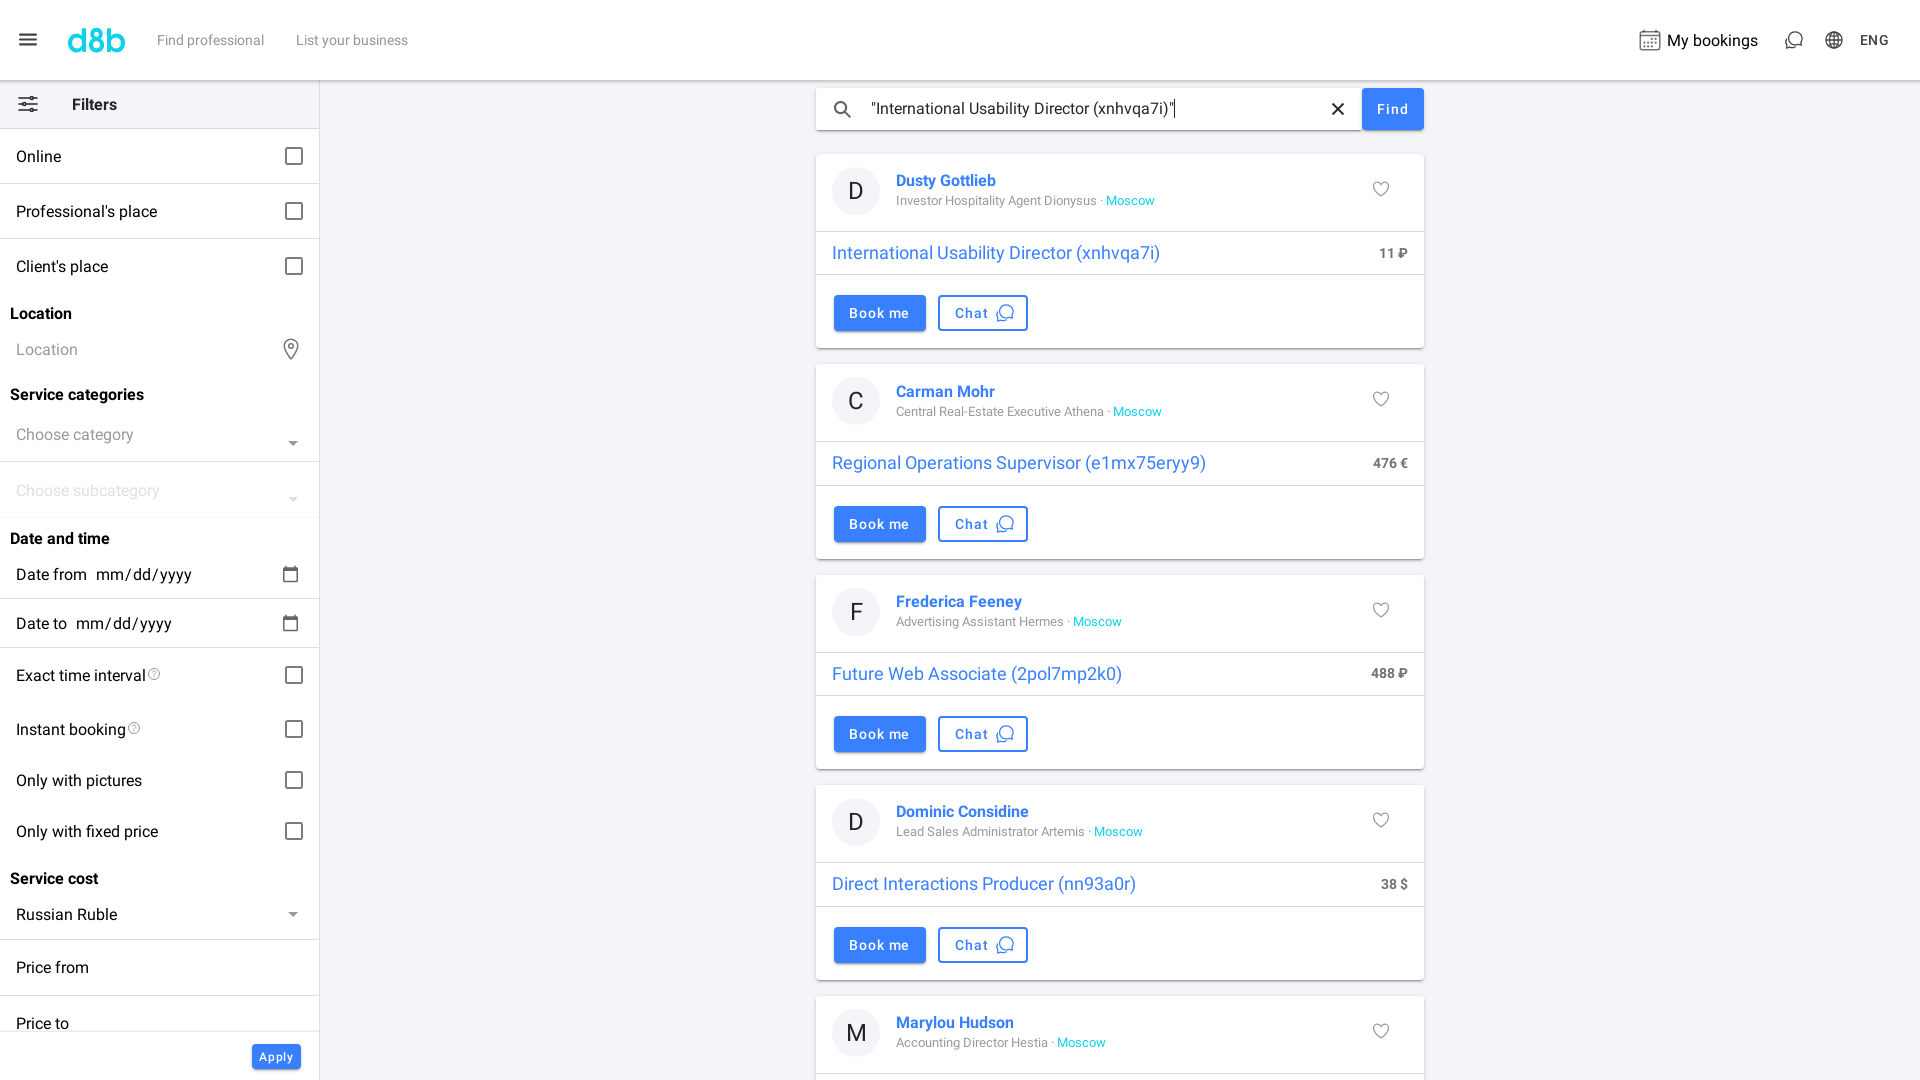 d8b
Find professional
List your business
My bookings
ENG
Filters
Online
Professional's place
Client's place
Location
Location
Service categories
Choose category
Choose subcategory
Date and time
Date from mm/dd/yyyy
Date to mm/dd/yyyy
Exact time interval
Instant booking
Only with pictures
Only with fixed price
Service cost
Russian Ruble
Price from
Price to
Apply
"International Usability Director (xnhvqa7i)"
Find
D
Dusty Gottlieb
Investor Hospitality Agent Dionysus · Moscow
International Usability Director (xnhvqa7i)
11 ₽
Book me
Chat
C
Carman Mohr
Central Real-Estate Executive Athena · Moscow
Regional Operations Supervisor (e1mx75eryy9)
476 €
Book me
Chat
F
Frederica Feeney
Advertising Assistant Hermes · Moscow
Future Web Associate (2pol7mp2k0)
488 ₽
Book me
Chat
D
Dominic Considine
Lead Sales Administrator Artemis · Moscow
Direct Interactions Producer (nn93a0r)
38 $
Book me
Chat
M
Marylou Hudson
Accounting Director Hestia · Moscow